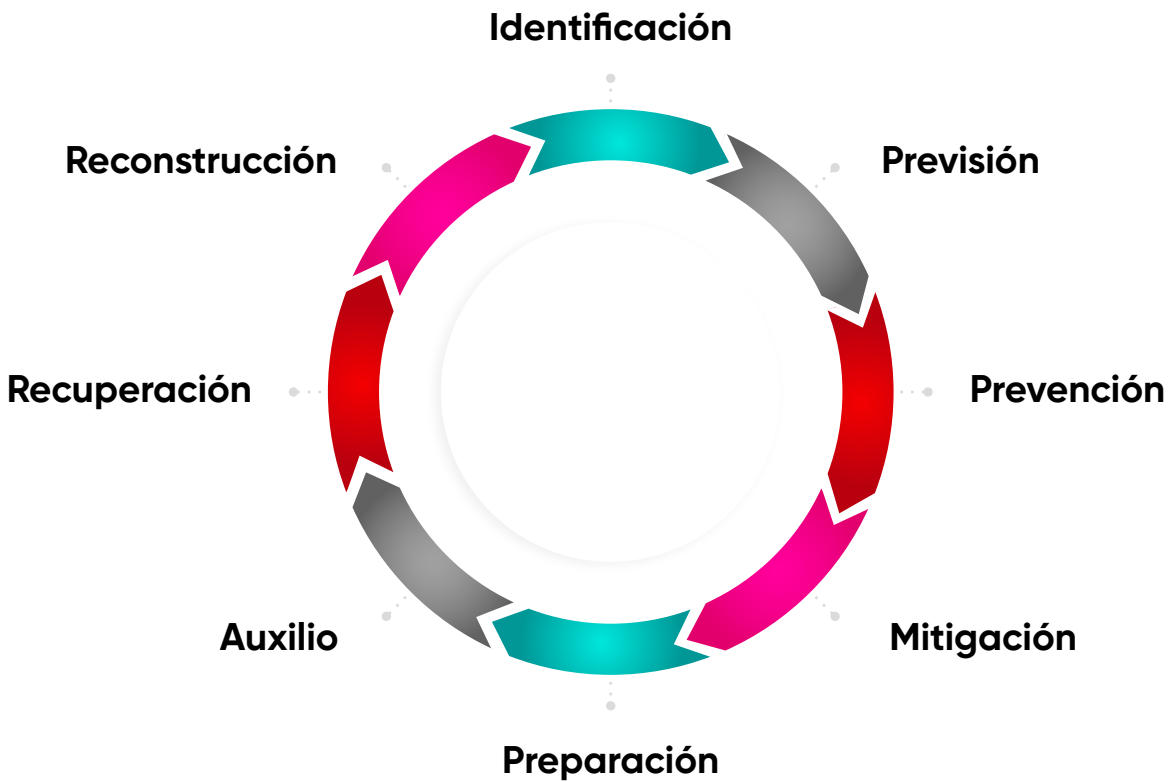 Identificación
Previsión
Prevención
Mitigación
Preparación
Auxilio
Recuperación
Reconstrucción